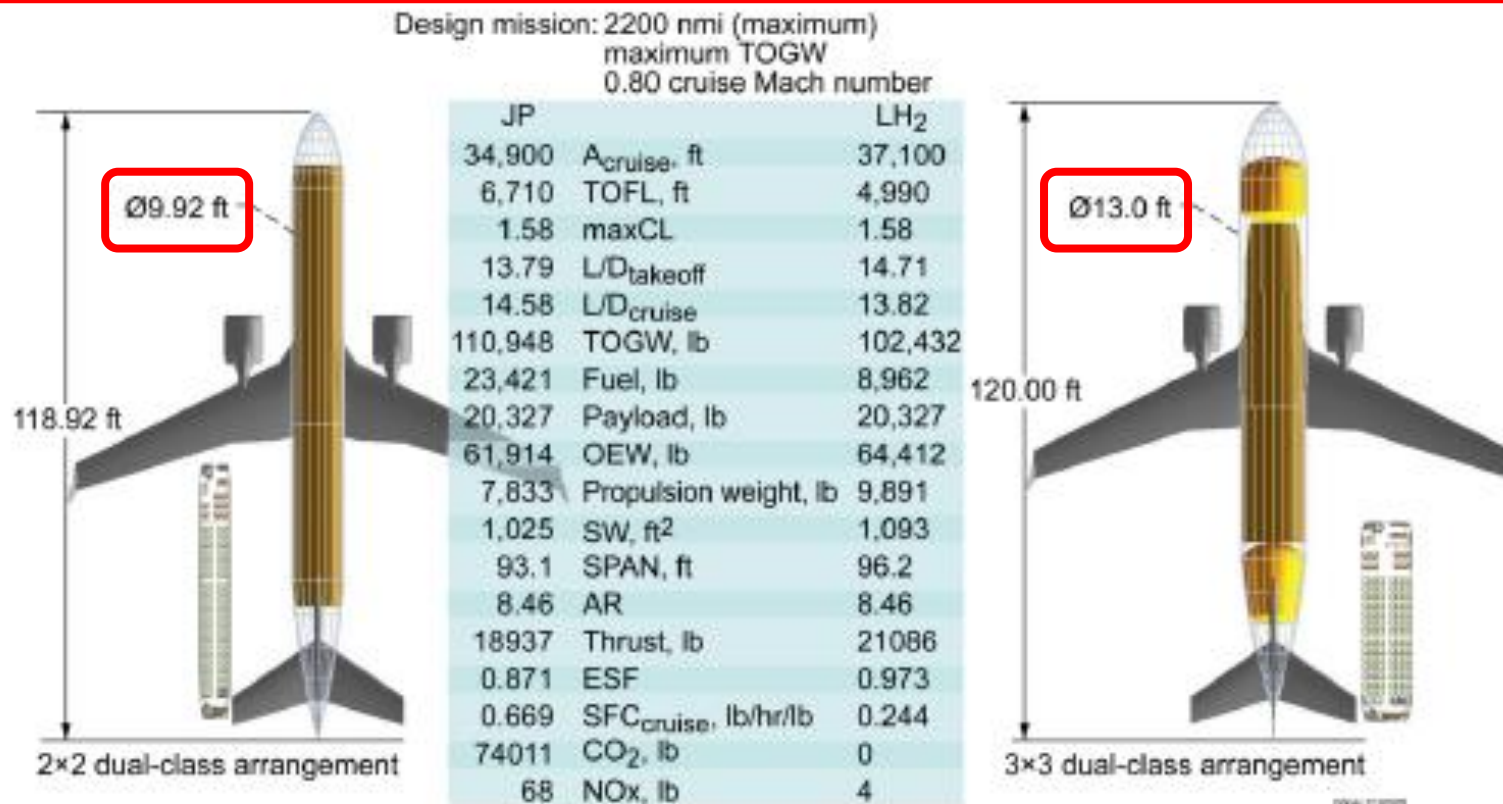 Design mission: 2200 nmi (maximum)
maximum TOGW
0.80 cruise Mach number
JP LH2
34,900 Acruise, ft 37,100
6,710 TOFL, ft 4,990
1.58 maxCL 1.58
13.79 L/Dtakeoff 14.71
14.58 L/Dcruise 13.82
110,948 TOGW, lb 102,432
23,421 Fuel, lb 8,962
20,327 Payload, lb 20,327
61,914 OEW, lb 64,412
7,833 Propulsion weight, lb 9,891
1,025 SW, ft2 1,093
93.1 SPAN, ft 96.2
8.46 AR 8.46
18937 Thrust, lb 21086
0.871 ESF 0.973
0.669 SFCcruise, lb/hr/lb 0.244
74011 CO2, lb 0
68 NOx, lb 4
Ø9.92 ft
118.92 ft
2×2 dual-class arrangement
Ø13.0 ft
120.00 ft
3×3 dual-class arrangement